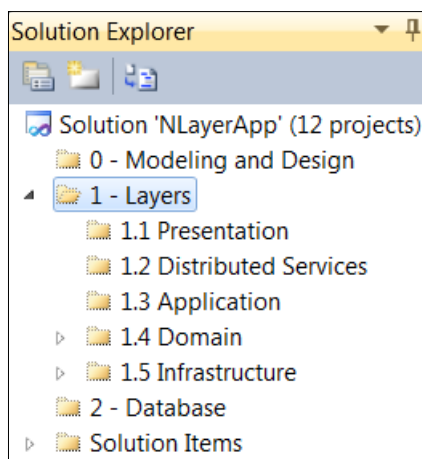 Solution Explorer
Solution 'NLayerApp' (12 projects)
0 - Modeling and Design
1 - Layers
1.1 Presentation
1.2 Distributed Services
1.3 Application
1.4 Domain
1.5 Infrastructure
2 - Database
Solution Items